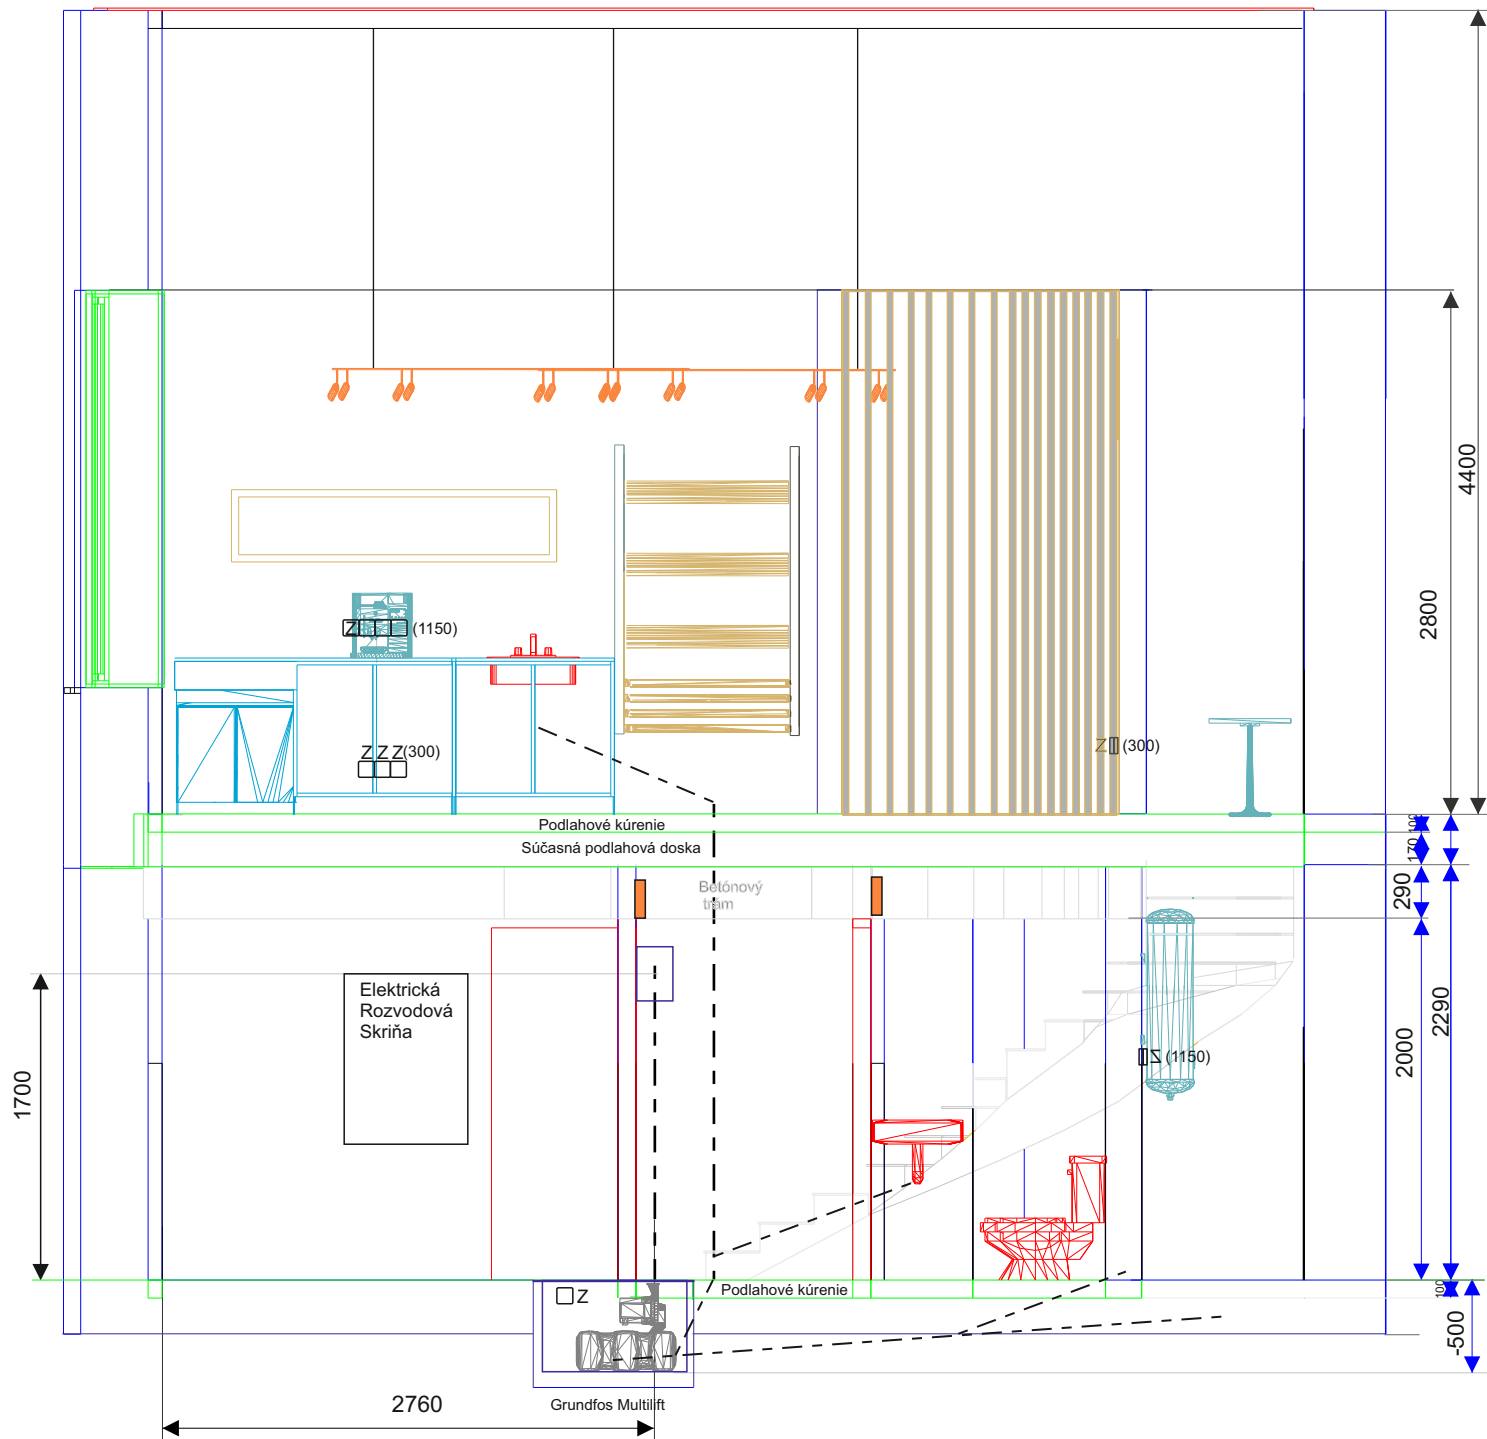 4400
2800
Z (1150)
Z Z Z(300)
Z (300)
Podlahové kúrenie
100
Súčasná podlahová doska
170
Betónový
trám
290
Elektrická
Rozvodová
Skriňa
2290
2000
Z (1150)
1700
Podlahové kúrenie
100
Z
-500
2760
Grundfos Multilift